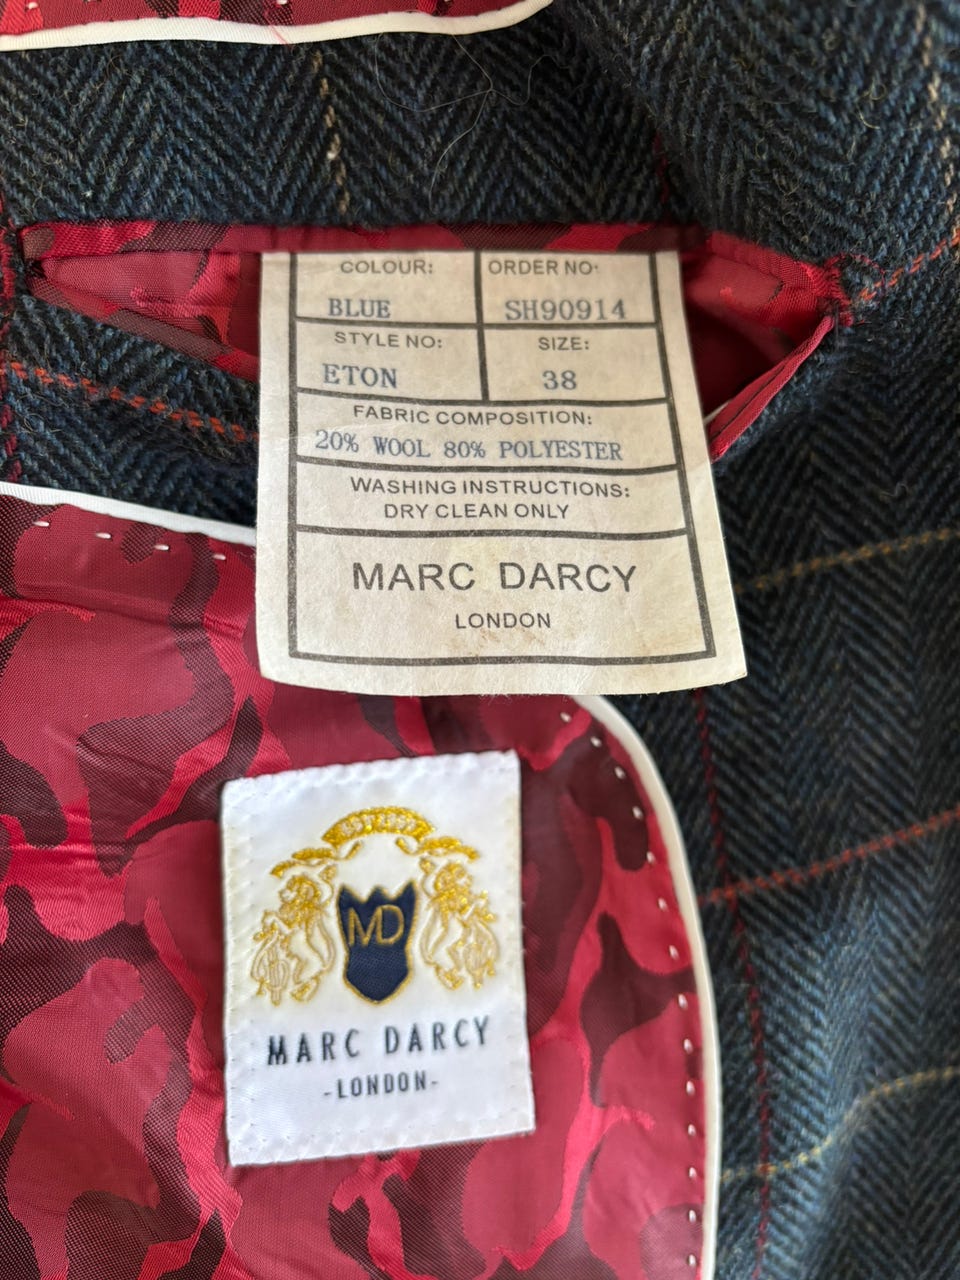 COLOUR: ORDER NO:
BLUE SH90914
STYLE NO: SIZE:
ETON 38
FABRIC COMPOSITION:
20% WOOL 80% POLYESTER
WASHING INSTRUCTIONS:
DRY CLEAN ONLY
MARC DARCY
LONDON
MD
MARC DARCY
-LONDON-